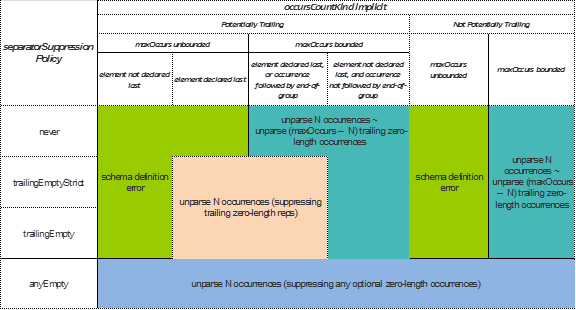 occursCountKind Implicit
Potentially Trailing
Not Potentially Trailing
separatorSuppression
Policy
maxOccurs unbounded
maxOccurs bounded
maxOccurs
unbounded
maxOccurs bounded
element not declared
last
element declared last
element declared last,
or occurrence
followed by end-of-
group
element not declared
last, and occurrence
not followed by end-of-
group
never
trailingEmptyStrict
trailingEmpty
anyEmpty
schema definition
error
unparse N occurrences ~
unparse (maxOccurs – N) trailing zero-
length occurrences
unparse N occurrences (suppressing
trailing zero-length reps)
schema definition
error
unparse N
occurrences ~
unparse (maxOccurs
– N) trailing zero-
length occurrences
unparse N occurrences (suppressing any optional zero-length occurrences)